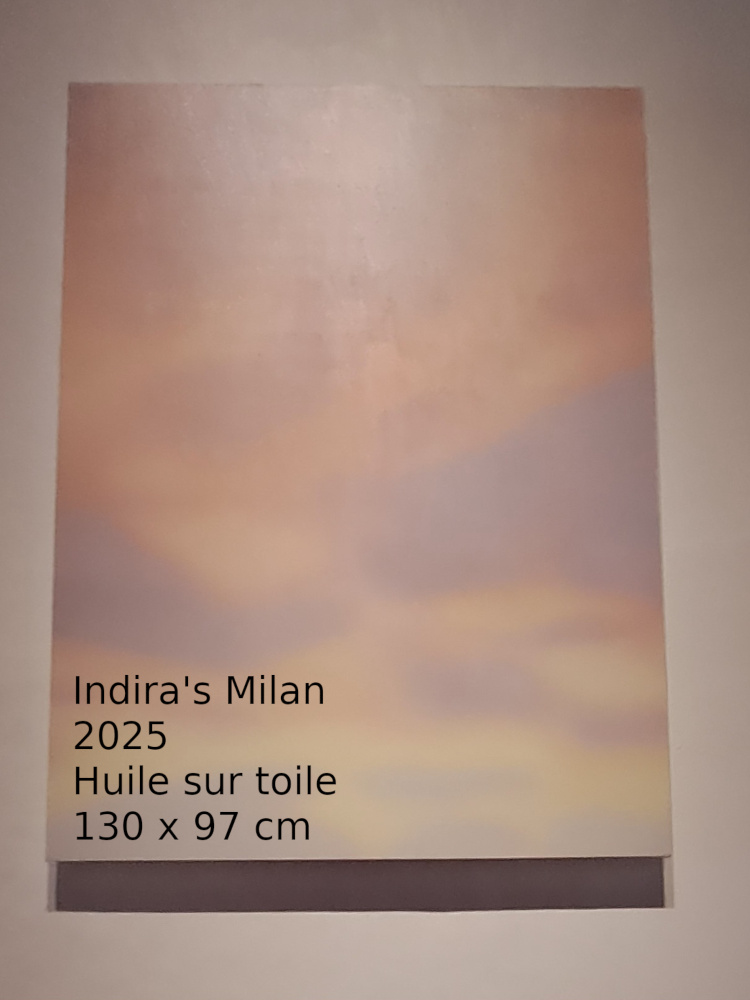 Indira's Milan
2025
Huile sur toile
130 x 97 cm